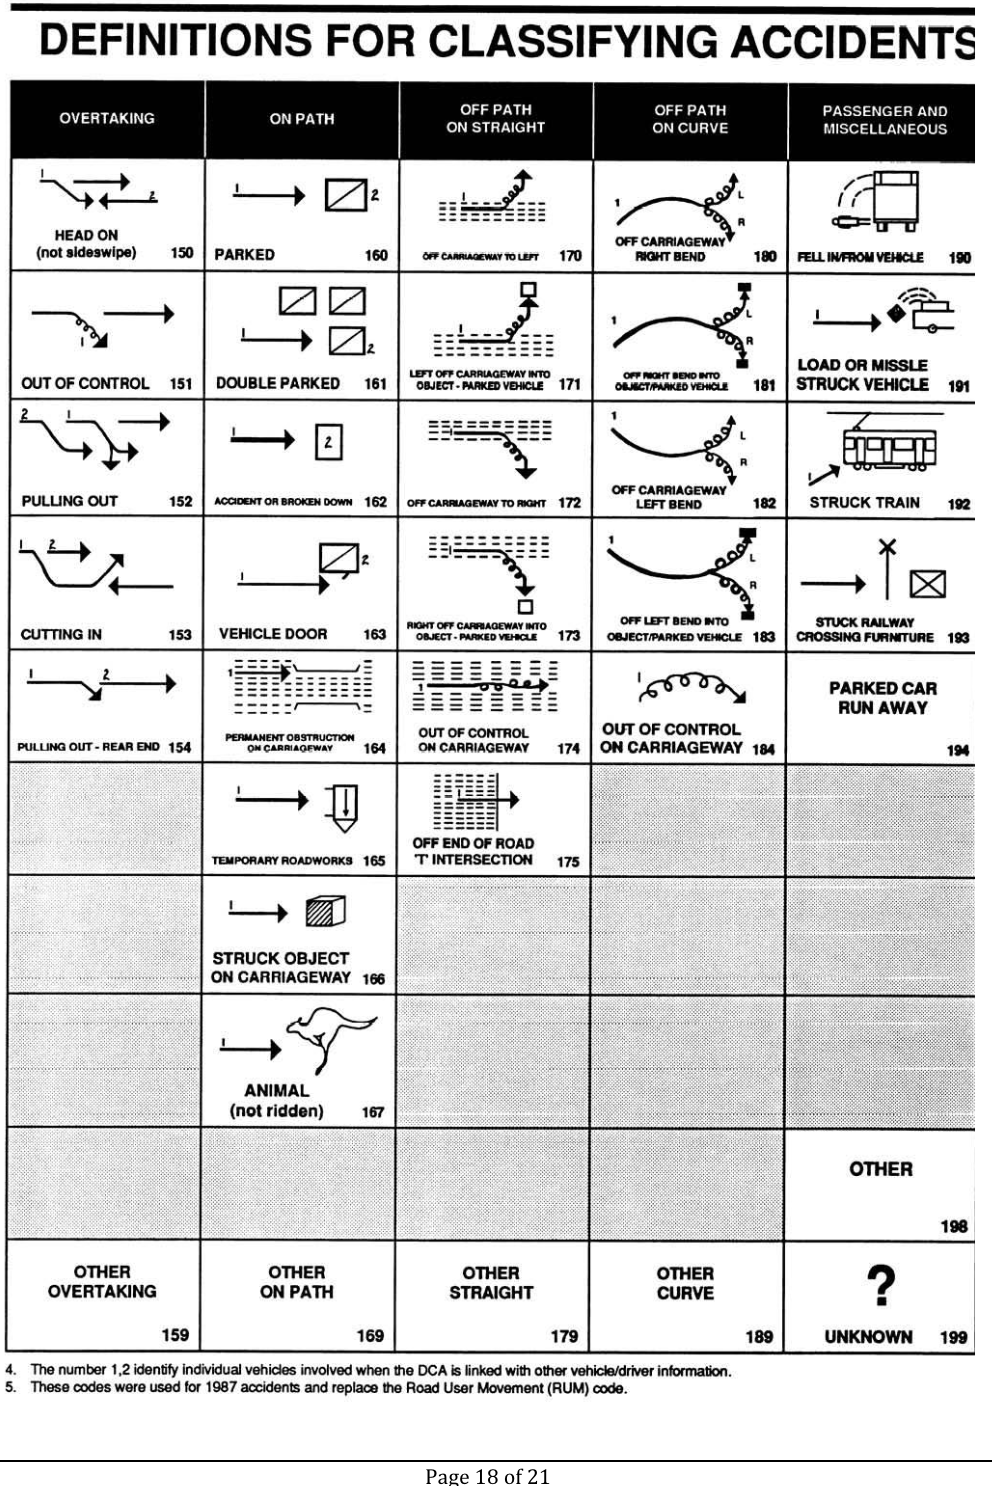 DEFINITIONS FOR CLASSIFYING ACCIDENTS
OVERTAKING
ON PATH
OFF PATH
ON STRAIGHT
OFF PATH
ON CURVE
PASSENGER AND
MISCELLANEOUS
1
2
HEAD ON
(not sideswipe) 150
1
2
PARKED 160
1
OFF CARRIAGEWAY TO LEFT 170
1
L
R
OFF CARRIAGEWAY
RIGHT BEND 180
FELL IN/FROM VEHICLE 190
1
OUT OF CONTROL 151
1
2
DOUBLE PARKED 161
1
LEFT OFF CARRIAGEWAY INTO
OBJECT - PARKED VEHICLE 171
1
L
R
OFF RIGHT BEND INTO
OBJECT/PARKED VEHICLE 181
1
LOAD OR MISSLE
STRUCK VEHICLE 191
2 1
PULLING OUT 152
1
2
ACCIDENT OR BROKEN DOWN 162
1
OFF CARRIAGEWAY TO RIGHT 172
1
L
R
OFF CARRIAGEWAY
LEFT BEND 182
1
STRUCK TRAIN 192
1 2
CUTTING IN 153
1
2
VEHICLE DOOR 163
1
RIGHT OFF CARRIAGEWAY INTO
OBJECT - PARKED VEHICLE 173
1
L
R
OFF LEFT BEND INTO
OBJECT/PARKED VEHICLE 183
STUCK RAILWAY
CROSSING FURNITURE 193
1 2
PULLING OUT - REAR END 154
1
PERMANENT OBSTRUCTION
ON CARRIAGEWAY 164
1
OUT OF CONTROL
ON CARRIAGEWAY 174
1
OUT OF CONTROL
ON CARRIAGEWAY 184
PARKED CAR
RUN AWAY
194
1
TEMPORARY ROADWORKS 165
1
OFF END OF ROAD
'T' INTERSECTION 175
1
STRUCK OBJECT
ON CARRIAGEWAY 166
1
ANIMAL
(not ridden) 167
OTHER
198
OTHER
OVERTAKING
159
OTHER
ON PATH
169
OTHER
STRAIGHT
179
OTHER
CURVE
189
?
UNKNOWN 199
4. The number 1,2 identify individual vehicles involved when the DCA is linked with other vehicle/driver information.
5. These codes were used for 1987 accidents and replace the Road User Movement (RUM) code.
Page 18 of 21